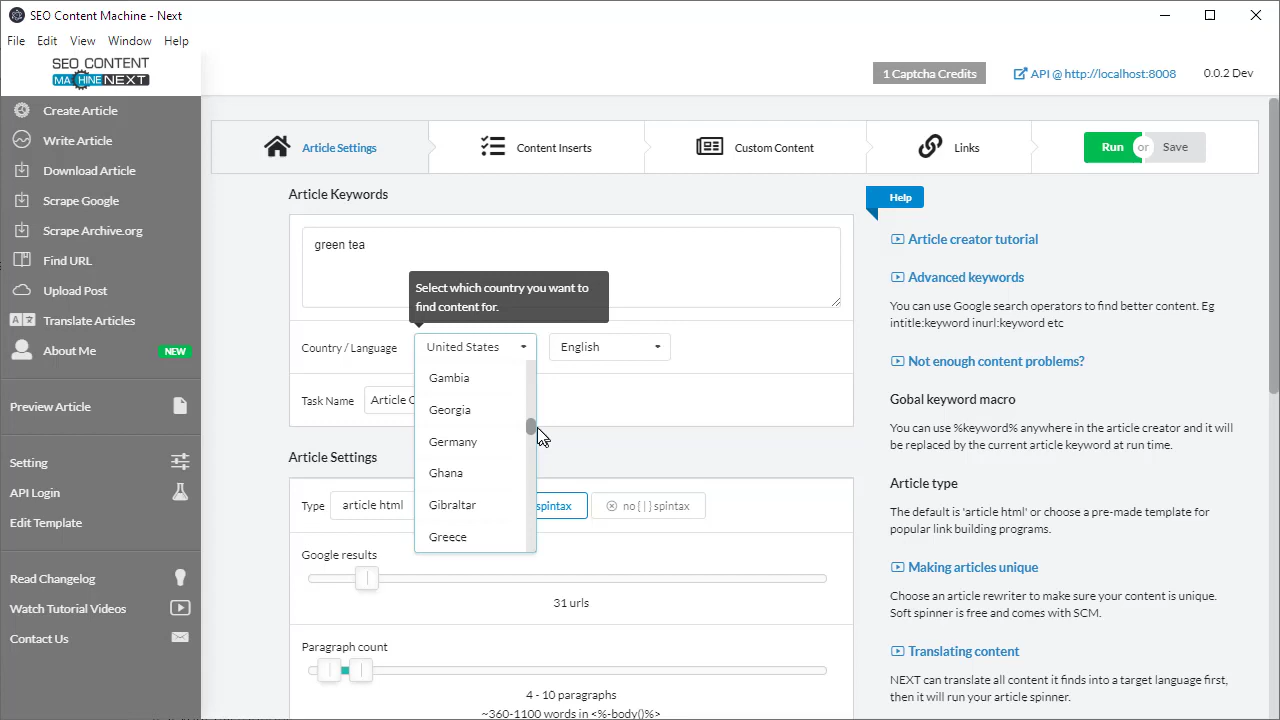 SEO Content Machine - Next
File Edit View Window Help
SEO CONTENT
MACHINE NEXT
1 Captcha Credits
API @ http://localhost:8008
0.0.2 Dev
Create Article
Write Article
Download Article
Scrape Google
Scrape Archive.org
Find URL
Upload Post
Translate Articles
About Me NEW
Preview Article
Setting
API Login
Edit Template
Read Changelog
Watch Tutorial Videos
Contact Us
Article Settings
Content Inserts
Custom Content
Links
Run or Save
Article Keywords
green tea
Select which country you want to
find content for.
Country / Language United States English
Gambia
Georgia
Germany
Ghana
Gibraltar
Greece
Task Name Article C
Article Settings
Type article html spintax no { | } spintax
Google results
31 urls
Paragraph count
4 - 10 paragraphs
~360-1100 words in <%-body()%>
Help
Article creator tutorial
Advanced keywords
You can use Google search operators to find better content. Eg
intitle:keyword inurl:keyword etc
Not enough content problems?
Gobal keyword macro
You can use %keyword% anywhere in the article creator and it will
be replaced by the current article keyword at run time.
Article type
The default is 'article html' or choose a pre-made template for
popular link building programs.
Making articles unique
Choose an article rewriter to make sure your content is unique.
Soft spinner is free and comes with SCM.
Translating content
NEXT can translate all content it finds into a target language first,
then it will run your article spinner.